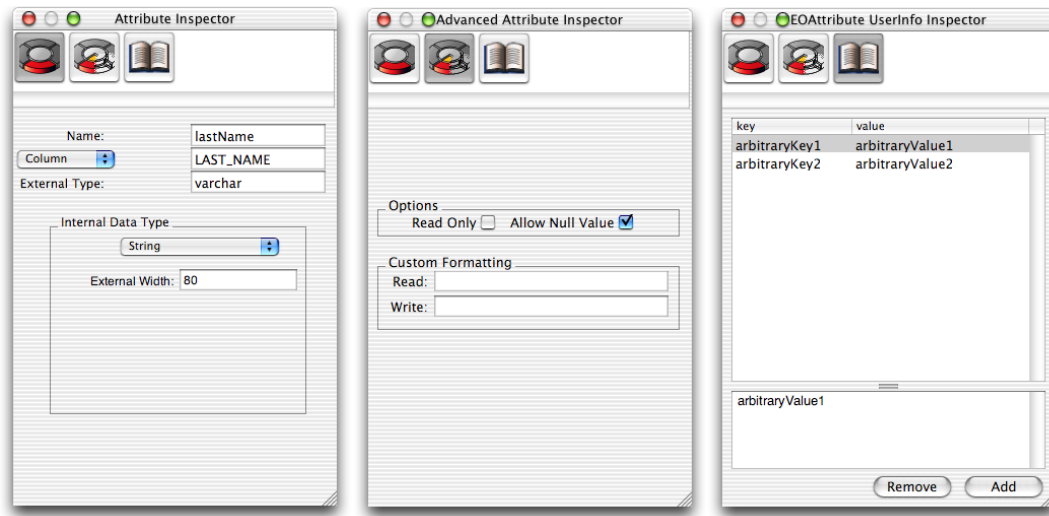 Attribute Inspector
Name: lastName
Column LAST_NAME
External Type: varchar
Internal Data Type
String
External Width: 80
Advanced Attribute Inspector
Options
Read Only Allow Null Value
Custom Formatting
Read:
Write:
EOAttribute UserInfo Inspector
key value
arbitraryKey1 arbitraryValue1
arbitraryKey2 arbitraryValue2
arbitraryValue1
Remove Add